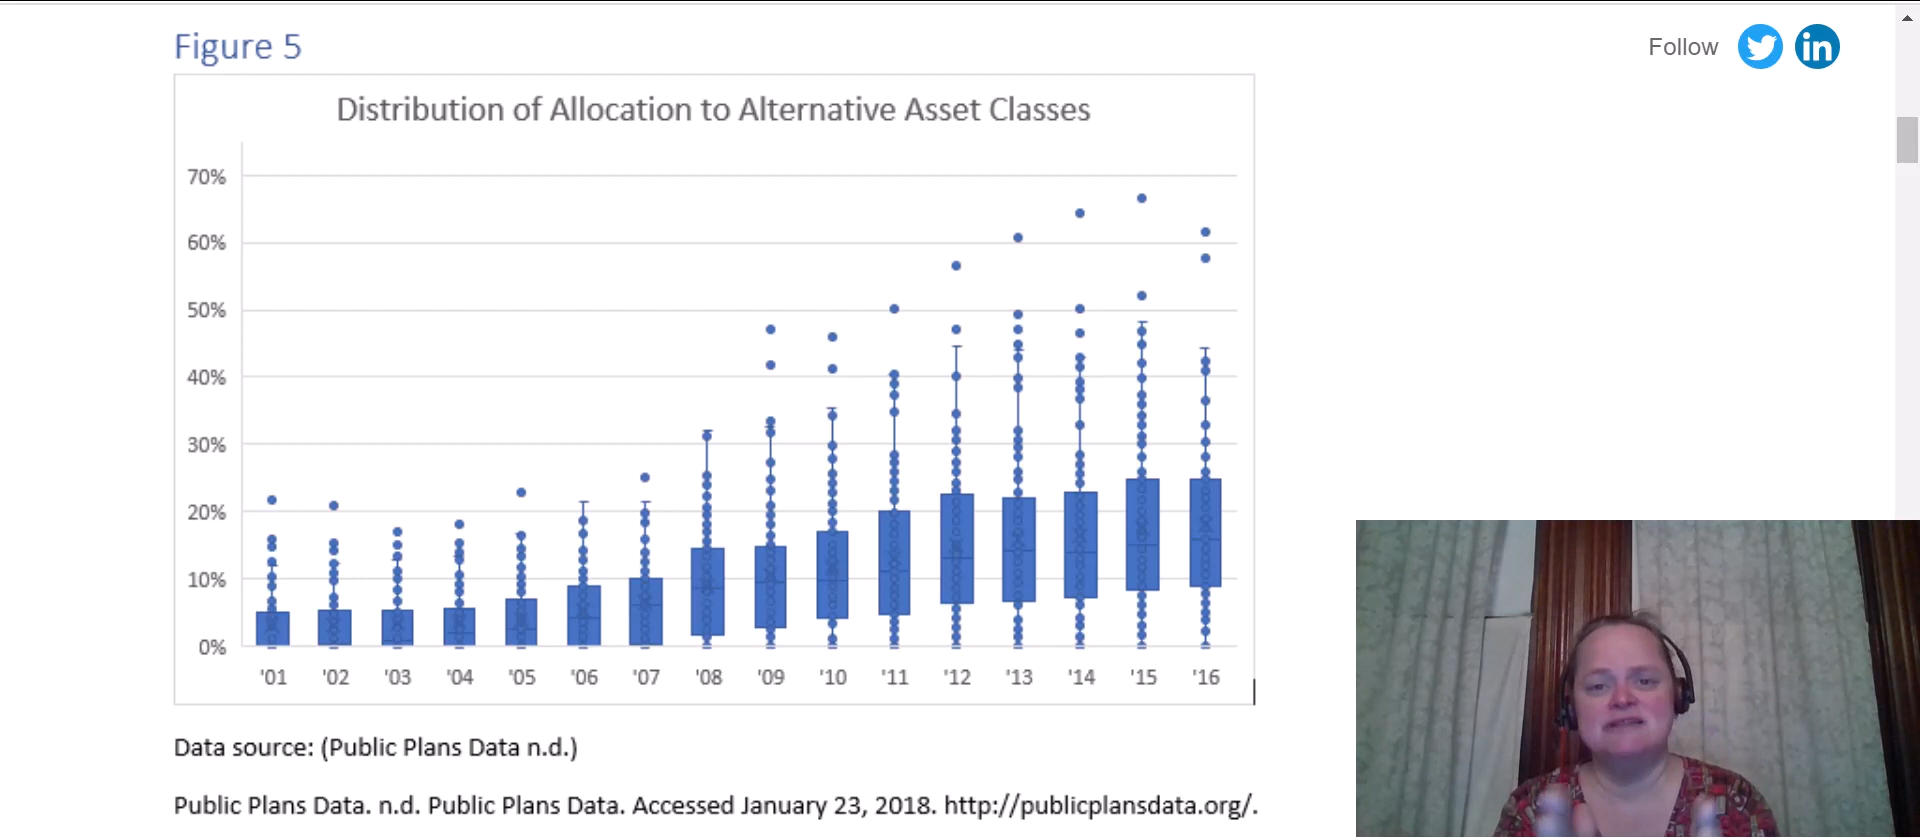 Figure 5
Follow
in
Distribution of Allocation to Alternative Asset Classes
70%
60%
50%
40%
30%
20%
10%
0%
'01 '02 '03 '04 '05 '06 '07 '08 '09 '10 '11 '12 '13 '14 '15 '16
Data source: (Public Plans Data n.d.)
Public Plans Data. n.d. Public Plans Data. Accessed January 23, 2018. http://publicplansdata.org/.